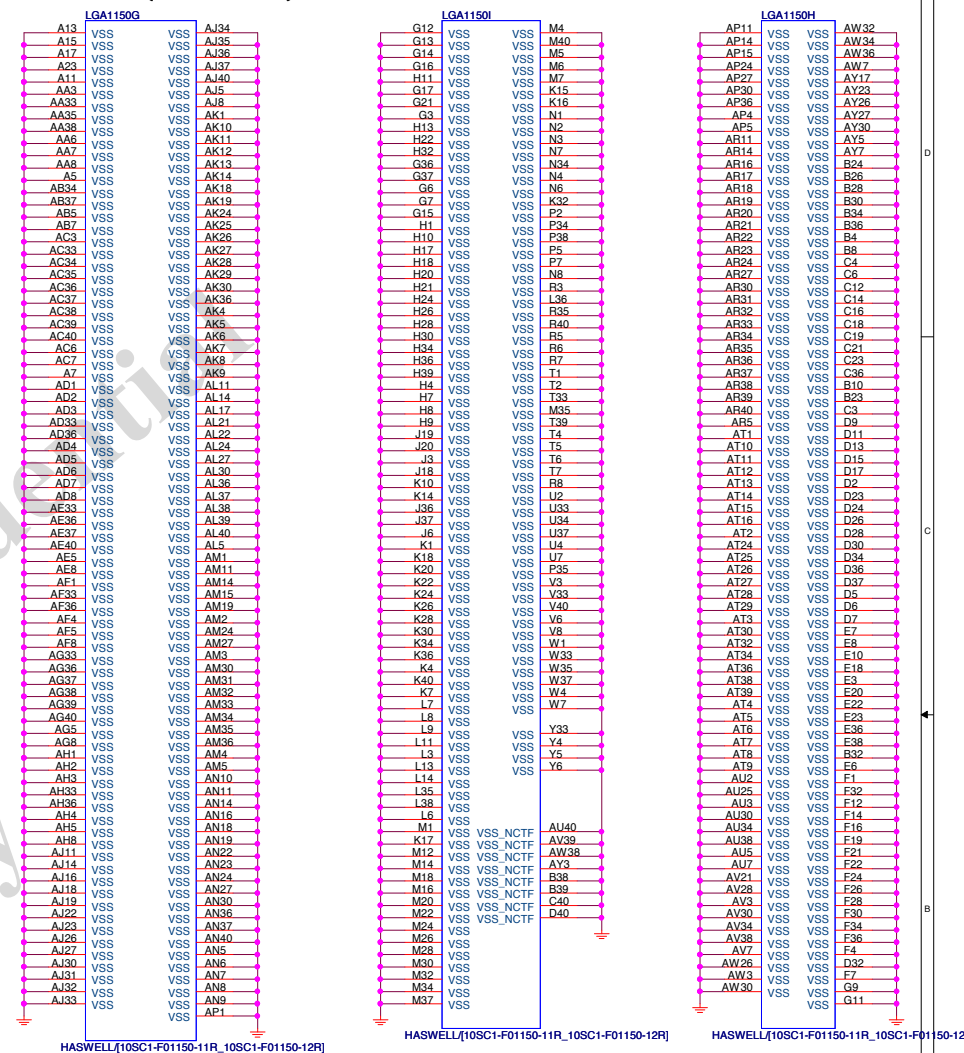 LGA1150G
A13 VSS VSS AJ34
A15 VSS VSS AJ35
A17 VSS VSS AJ36
A23 VSS VSS AJ37
A11 VSS VSS AJ40
AA3 VSS VSS AJ5
AA33 VSS VSS AJ8
AA35 VSS VSS AK1
AA38 VSS VSS AK10
AA6 VSS VSS AK11
AA7 VSS VSS AK12
AA8 VSS VSS AK13
A5 VSS VSS AK14
AB34 VSS VSS AK18
AB37 VSS VSS AK19
AB5 VSS VSS AK24
AB7 VSS VSS AK25
AC3 VSS VSS AK26
AC33 VSS VSS AK27
AC34 VSS VSS AK28
AC35 VSS VSS AK29
AC36 VSS VSS AK30
AC37 VSS VSS AK36
AC38 VSS VSS AK4
AC39 VSS VSS AK5
AC40 VSS VSS AK6
AC6 VSS VSS AK7
AC7 VSS VSS AK8
A7 VSS VSS AK9
AD1 VSS VSS AL11
AD2 VSS VSS AL14
AD3 VSS VSS AL17
AD33 VSS VSS AL21
AD36 VSS VSS AL22
AD4 VSS VSS AL24
AD5 VSS VSS AL27
AD6 VSS VSS AL30
AD7 VSS VSS AL36
AD8 VSS VSS AL37
AE33 VSS VSS AL38
AE36 VSS VSS AL39
AE37 VSS VSS AL40
AE40 VSS VSS AL5
AE5 VSS VSS AM1
AE8 VSS VSS AM11
AF1 VSS VSS AM14
AF33 VSS VSS AM15
AF36 VSS VSS AM19
AF4 VSS VSS AM2
AF5 VSS VSS AM24
AF8 VSS VSS AM27
AG33 VSS VSS AM3
AG36 VSS VSS AM30
AG37 VSS VSS AM31
AG38 VSS VSS AM32
AG39 VSS VSS AM33
AG40 VSS VSS AM34
AG5 VSS VSS AM35
AG8 VSS VSS AM36
AH1 VSS VSS AM4
AH2 VSS VSS AM5
AH3 VSS VSS AN10
AH33 VSS VSS AN11
AH36 VSS VSS AN14
AH4 VSS VSS AN16
AH5 VSS VSS AN18
AH8 VSS VSS AN19
AJ11 VSS VSS AN22
AJ14 VSS VSS AN23
AJ16 VSS VSS AN24
AJ18 VSS VSS AN27
AJ19 VSS VSS AN30
AJ22 VSS VSS AN36
AJ23 VSS VSS AN37
AJ26 VSS VSS AN40
AJ27 VSS VSS AN5
AJ30 VSS VSS AN6
AJ31 VSS VSS AN7
AJ32 VSS VSS AN8
AJ33 VSS VSS AN9
VSS AP1
HASWELL/[10SC1-F01150-11R_10SC1-F01150-12R]
LGA1150I
G12 VSS VSS M4
G13 VSS VSS M40
G14 VSS VSS M5
G16 VSS VSS M6
H11 VSS VSS M7
G17 VSS VSS K15
G21 VSS VSS K16
G3 VSS VSS N1
H13 VSS VSS N2
H22 VSS VSS N3
H32 VSS VSS N7
G36 VSS VSS N34
G37 VSS VSS N4
G6 VSS VSS N6
G7 VSS VSS K32
G15 VSS VSS P2
H1 VSS VSS P34
H10 VSS VSS P38
H17 VSS VSS P5
H18 VSS VSS P7
H20 VSS VSS N8
H21 VSS VSS R3
H24 VSS VSS L36
H26 VSS VSS R35
H28 VSS VSS R40
H30 VSS VSS R5
H34 VSS VSS R6
H36 VSS VSS R7
H39 VSS VSS T1
H4 VSS VSS T2
H7 VSS VSS T33
H8 VSS VSS M35
H9 VSS VSS T39
J19 VSS VSS T4
J20 VSS VSS T5
J3 VSS VSS T6
J18 VSS VSS T7
K10 VSS VSS R8
K14 VSS VSS U2
J36 VSS VSS U33
J37 VSS VSS U34
J6 VSS VSS U37
K1 VSS VSS U4
K18 VSS VSS U7
K20 VSS VSS P35
K22 VSS VSS V3
K24 VSS VSS V33
K26 VSS VSS V40
K28 VSS VSS V6
K30 VSS VSS V8
K34 VSS VSS W1
K36 VSS VSS W33
K4 VSS VSS W35
K40 VSS VSS W37
K7 VSS VSS W4
L7 VSS VSS W7
L8 VSS
L9 VSS VSS Y33
L11 VSS VSS Y4
L3 VSS VSS Y5
L13 VSS VSS Y6
L14 VSS
L35 VSS
L38 VSS
L6 VSS
M1 VSS VSS_NCTF AU40
K17 VSS VSS_NCTF AV39
M12 VSS VSS_NCTF AW38
M14 VSS VSS_NCTF AY3
M18 VSS VSS_NCTF B38
M16 VSS VSS_NCTF B39
M20 VSS VSS_NCTF C40
M22 VSS VSS_NCTF D40
M24 VSS
M26 VSS
M28 VSS
M30 VSS
M32 VSS
M34 VSS
M37 VSS
HASWELL/[10SC1-F01150-11R_10SC1-F01150-12R]
LGA1150H
AP11 VSS VSS AW32
AP14 VSS VSS AW34
AP15 VSS VSS AW36
AP24 VSS VSS AW7
AP27 VSS VSS AY17
AP30 VSS VSS AY23
AP36 VSS VSS AY26
AP4 VSS VSS AY27
AP5 VSS VSS AY30
AR11 VSS VSS AY5
AR14 VSS VSS AY7
AR16 VSS VSS B24
AR17 VSS VSS B26
AR18 VSS VSS B28
AR19 VSS VSS B30
AR20 VSS VSS B34
AR21 VSS VSS B36
AR22 VSS VSS B4
AR23 VSS VSS B8
AR24 VSS VSS C4
AR27 VSS VSS C6
AR30 VSS VSS C12
AR31 VSS VSS C14
AR32 VSS VSS C16
AR33 VSS VSS C18
AR34 VSS VSS C19
AR35 VSS VSS C21
AR36 VSS VSS C23
AR37 VSS VSS C36
AR38 VSS VSS B10
AR39 VSS VSS B23
AR40 VSS VSS C3
AR5 VSS VSS D9
AT1 VSS VSS D11
AT10 VSS VSS D13
AT11 VSS VSS D15
AT12 VSS VSS D17
AT13 VSS VSS D2
AT14 VSS VSS D23
AT15 VSS VSS D24
AT16 VSS VSS D26
AT2 VSS VSS D28
AT24 VSS VSS D30
AT25 VSS VSS D34
AT26 VSS VSS D36
AT27 VSS VSS D37
AT28 VSS VSS D5
AT29 VSS VSS D6
AT3 VSS VSS D7
AT30 VSS VSS E7
AT32 VSS VSS E8
AT34 VSS VSS E10
AT36 VSS VSS E18
AT38 VSS VSS E3
AT39 VSS VSS E20
AT4 VSS VSS E22
AT5 VSS VSS E23
AT6 VSS VSS E36
AT7 VSS VSS E38
AT8 VSS VSS B32
AT9 VSS VSS E6
AU2 VSS VSS F1
AU25 VSS VSS F32
AU3 VSS VSS F12
AU30 VSS VSS F14
AU34 VSS VSS F16
AU38 VSS VSS F19
AU5 VSS VSS F21
AU7 VSS VSS F22
AV21 VSS VSS F24
AV28 VSS VSS F26
AV3 VSS VSS F28
AV30 VSS VSS F30
AV34 VSS VSS F34
AV38 VSS VSS F36
AV7 VSS VSS F4
AW26 VSS VSS D32
AW3 VSS VSS F7
AW30 VSS VSS G9
VSS G11
HASWELL/[10SC1-F01150-11R_10SC1-F01150-12
D
C
B